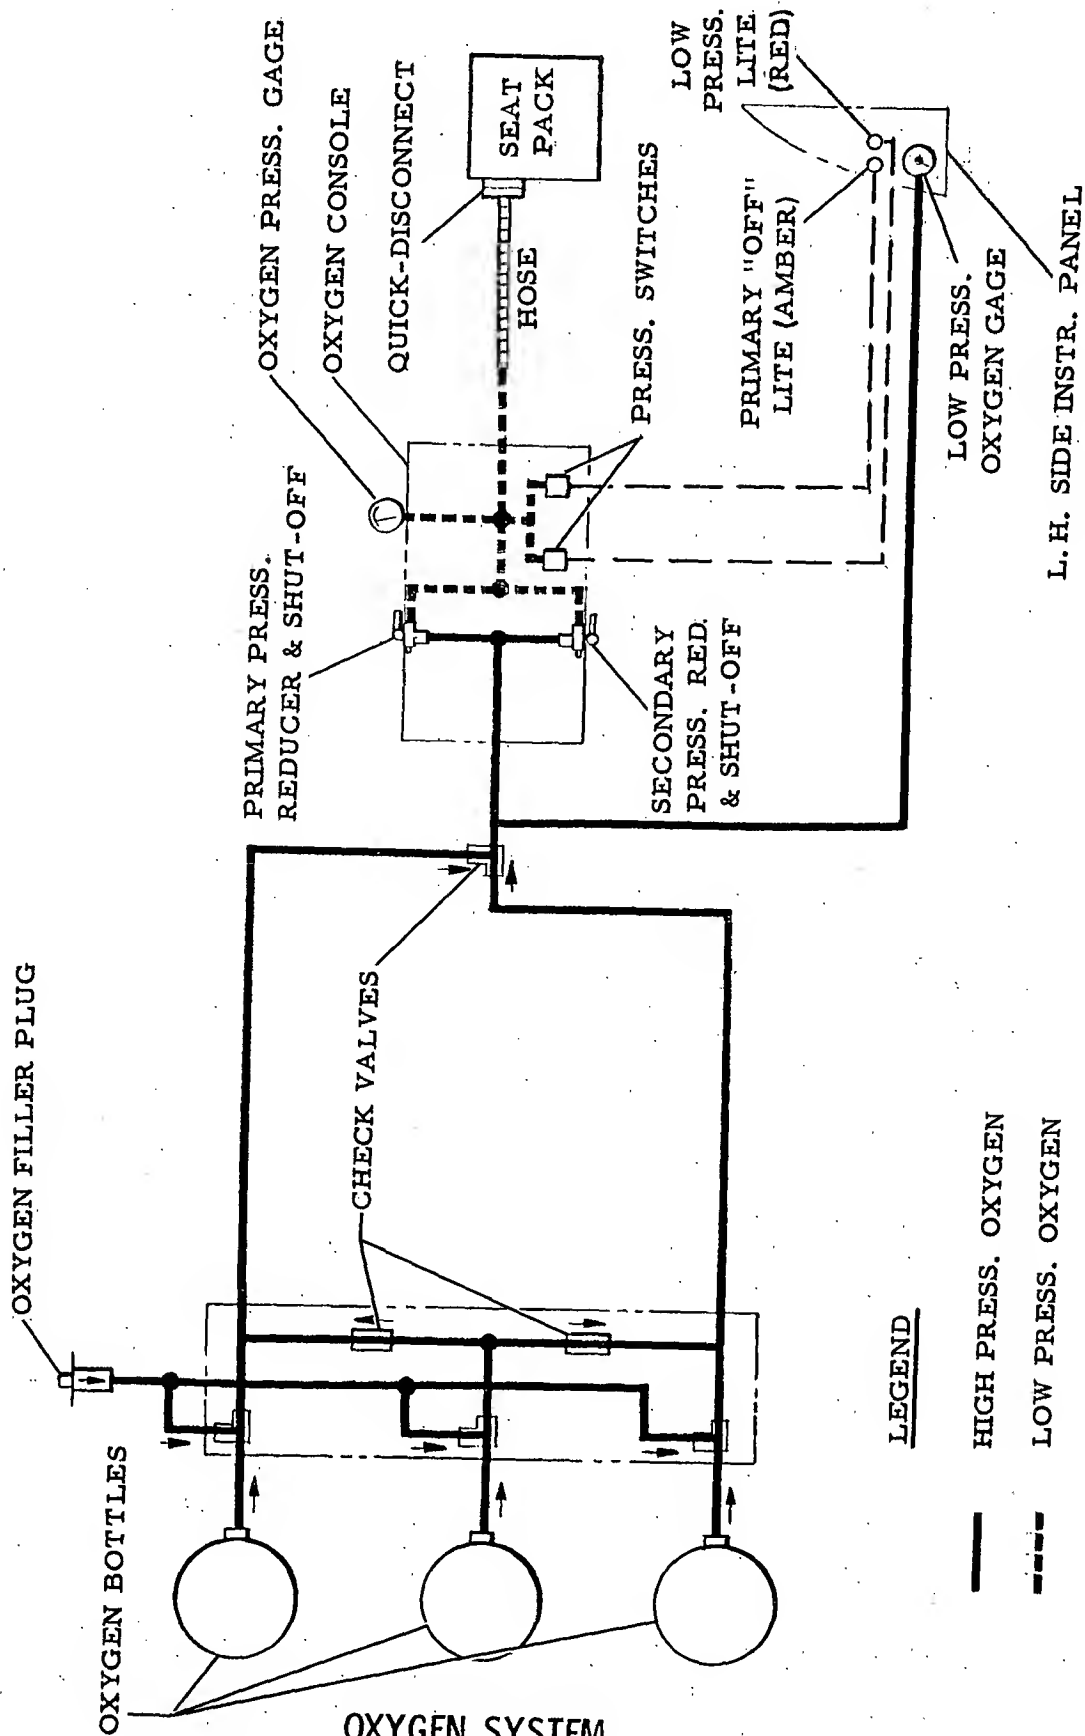 OXYGEN FILLER PLUG
OXYGEN BOTTLES
CHECK VALVES
PRIMARY PRESS.
REDUCER & SHUT-OFF
OXYGEN PRESS. GAGE
OXYGEN CONSOLE
QUICK-DISCONNECT
SEAT
PACK
HOSE
PRESS. SWITCHES
SECONDARY
PRESS. RED.
& SHUT-OFF
LOW
PRESS.
LITE
(RED)
PRIMARY "OFF"
LITE (AMBER)
LOW PRESS.
OXYGEN GAGE
L.H. SIDE INSTR. PANEL
LEGEND
HIGH PRESS. OXYGEN
LOW PRESS. OXYGEN
OXYGEN SYSTEM